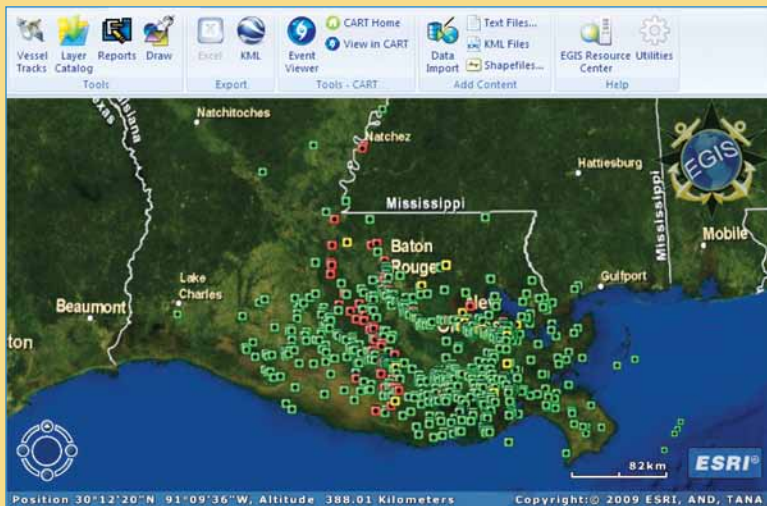 Vessel Tracks
Layer Catalog
Reports
Draw
Tools
Excel
KML
Export
Event Viewer
CART Home
View in CART
Tools - CART
Data Import
Text Files...
KML Files
Shapefiles...
Add Content
EGIS Resource Center
Utilities
Help
Natchitoches
Natchez
Hattiesburg
EGIS
Mississippi
Mississippi
Mobile
Baton
Rouge
Lake
Charles
Gulfport
Beaumont
ton
New
82km
ESRI
Position 30°12'20"N 91°09'36"W, Altitude 388.01 Kilometers
Copyright:© 2009 ESRI, AND, TANA